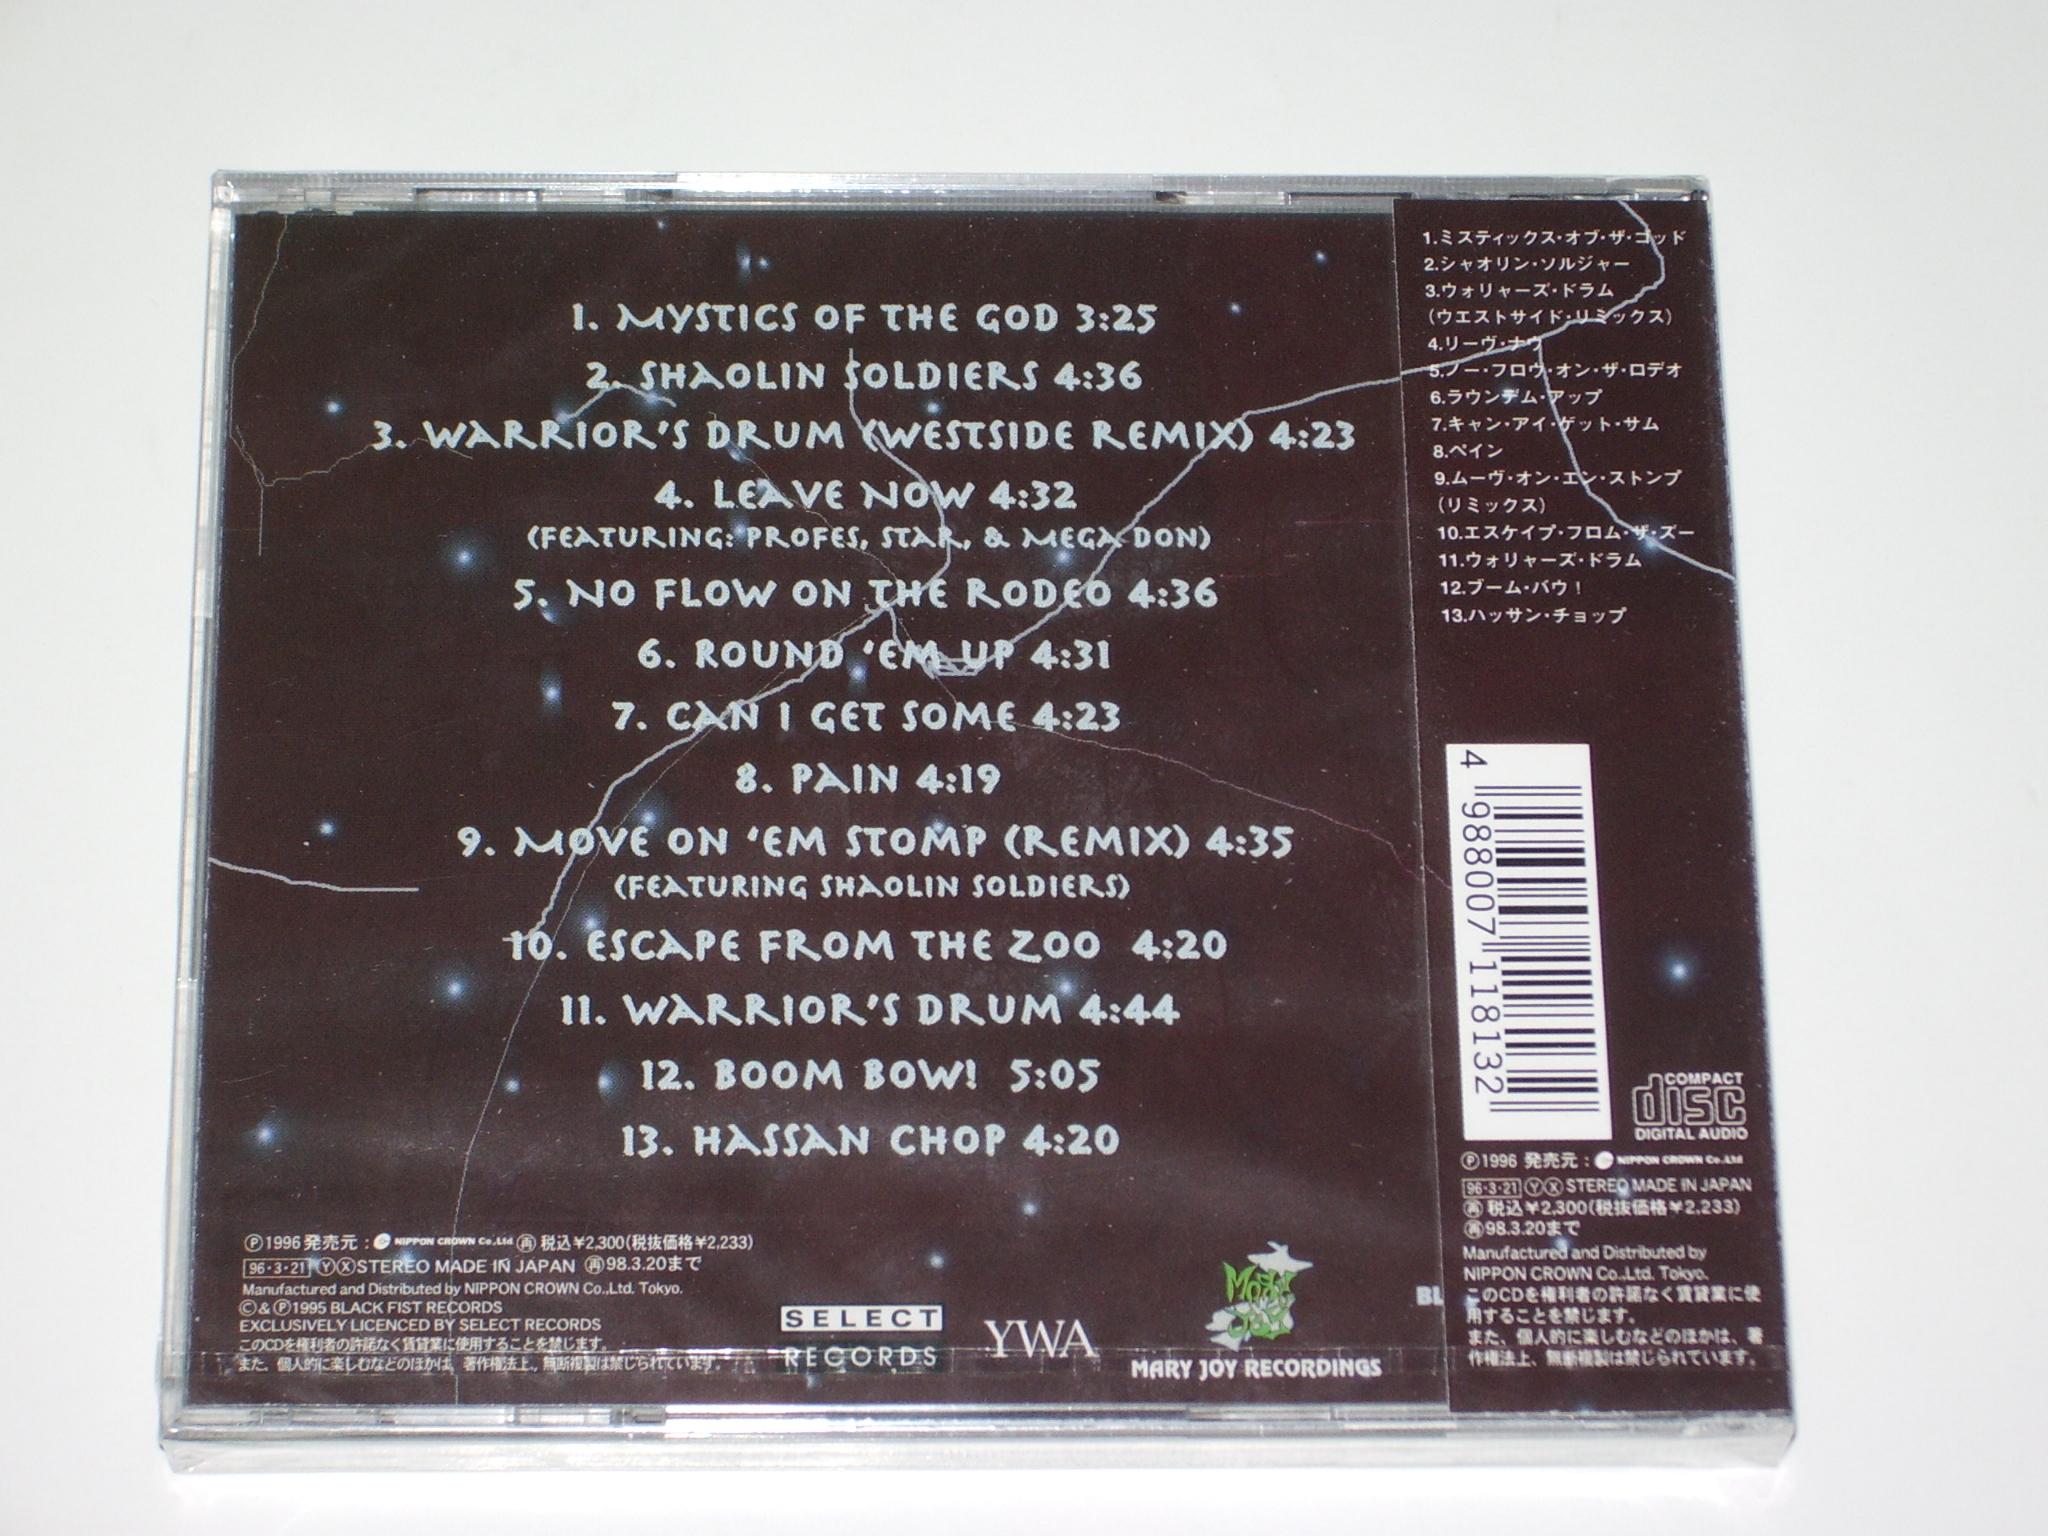 1. MYSTICS OF THE GOD 3:25
2. SHAOLIN SOLDIERS 4:36
3. WARRIOR'S DRUM (WESTSIDE REMIX) 4:23
4. LEAVE NOW 4:32
(FEATURING: PROFES, STAR, & MEGA DON)
5. NO FLOW ON THE RODEO 4:36
6. ROUND 'EM UP 4:31
7. CAN I GET SOME 4:23
8. PAIN 4:19
9. MOVE ON 'EM STOMP (REMIX) 4:35
(FEATURING SHAOLIN SOLDIERS)
10. ESCAPE FROM THE ZOO 4:20
11. WARRIOR'S DRUM 4:44
12. BOOM BOW! 5:05
13. HASSAN CHOP 4:20
Ⓟ1996 発売元: NIPPON CROWN Co.,Ltd ㊢ 税込¥2,300(税抜価格¥2,233)
96・3・21 ⓎⓍ STEREO MADE IN JAPAN 再98.3.20まで
Manufactured and Distributed by NIPPON CROWN Co.,Ltd. Tokyo.
Ⓒ&Ⓟ1995 BLACK FIST RECORDS
EXCLUSIVELY LICENCED BY SELECT RECORDS
このCDを権利者の許諾なく賃貸業に使用することを禁じます。
また、個人的に楽しむなどのほかは、著作権法上、無断複製は禁じられています。
SELECT
RECORDS
YWA
Mary Joy
MARY JOY RECORDINGS
BL
1.ミスティックス・オブ・ザ・ゴッド
2.シャオリン・ソルジャー
3.ウォリャーズ・ドラム
(ウエストサイド・リミックス)
4.リーヴ・ナウ
5.ノー・フロウ・オン・ザ・ロデオ
6.ラウンデム・アップ
7.キャン・アイ・ゲット・サム
8.ペイン
9.ムーヴ・オン・エン・ストンプ
(リミックス)
10.エスケイプ・フロム・ザ・ズー
11.ウォリャーズ・ドラム
12.ブーム・バウ!
13.ハッサン・チョップ
4 988007 118132
COMPACT
disc
DIGITAL AUDIO
Ⓟ1996 発売元: NIPPON CROWN Co.,Ltd
96・3・21 ⓎⓍ STEREO MADE IN JAPAN
再 税込¥2,300(税抜価格¥2,233)
再98.3.20まで
Manufactured and Distributed by
NIPPON CROWN Co.,Ltd. Tokyo.
このCDを権利者の許諾なく賃貸業に使
用することを禁じます。
また、個人的に楽しむなどのほかは、著
作権法上、無断複製は禁じられています。